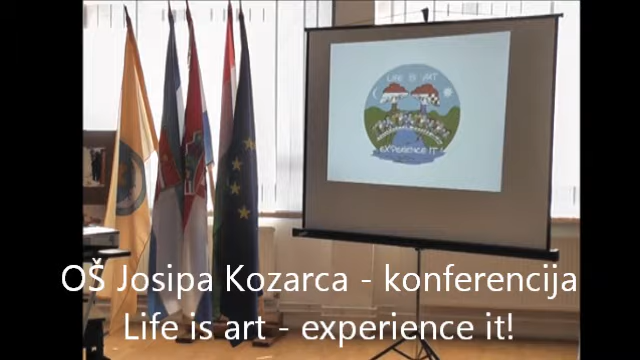 LIFE IS ART
EXPERIENCE IT
OŠ Josipa Kozarca - konferencija
Life is art - experience it!